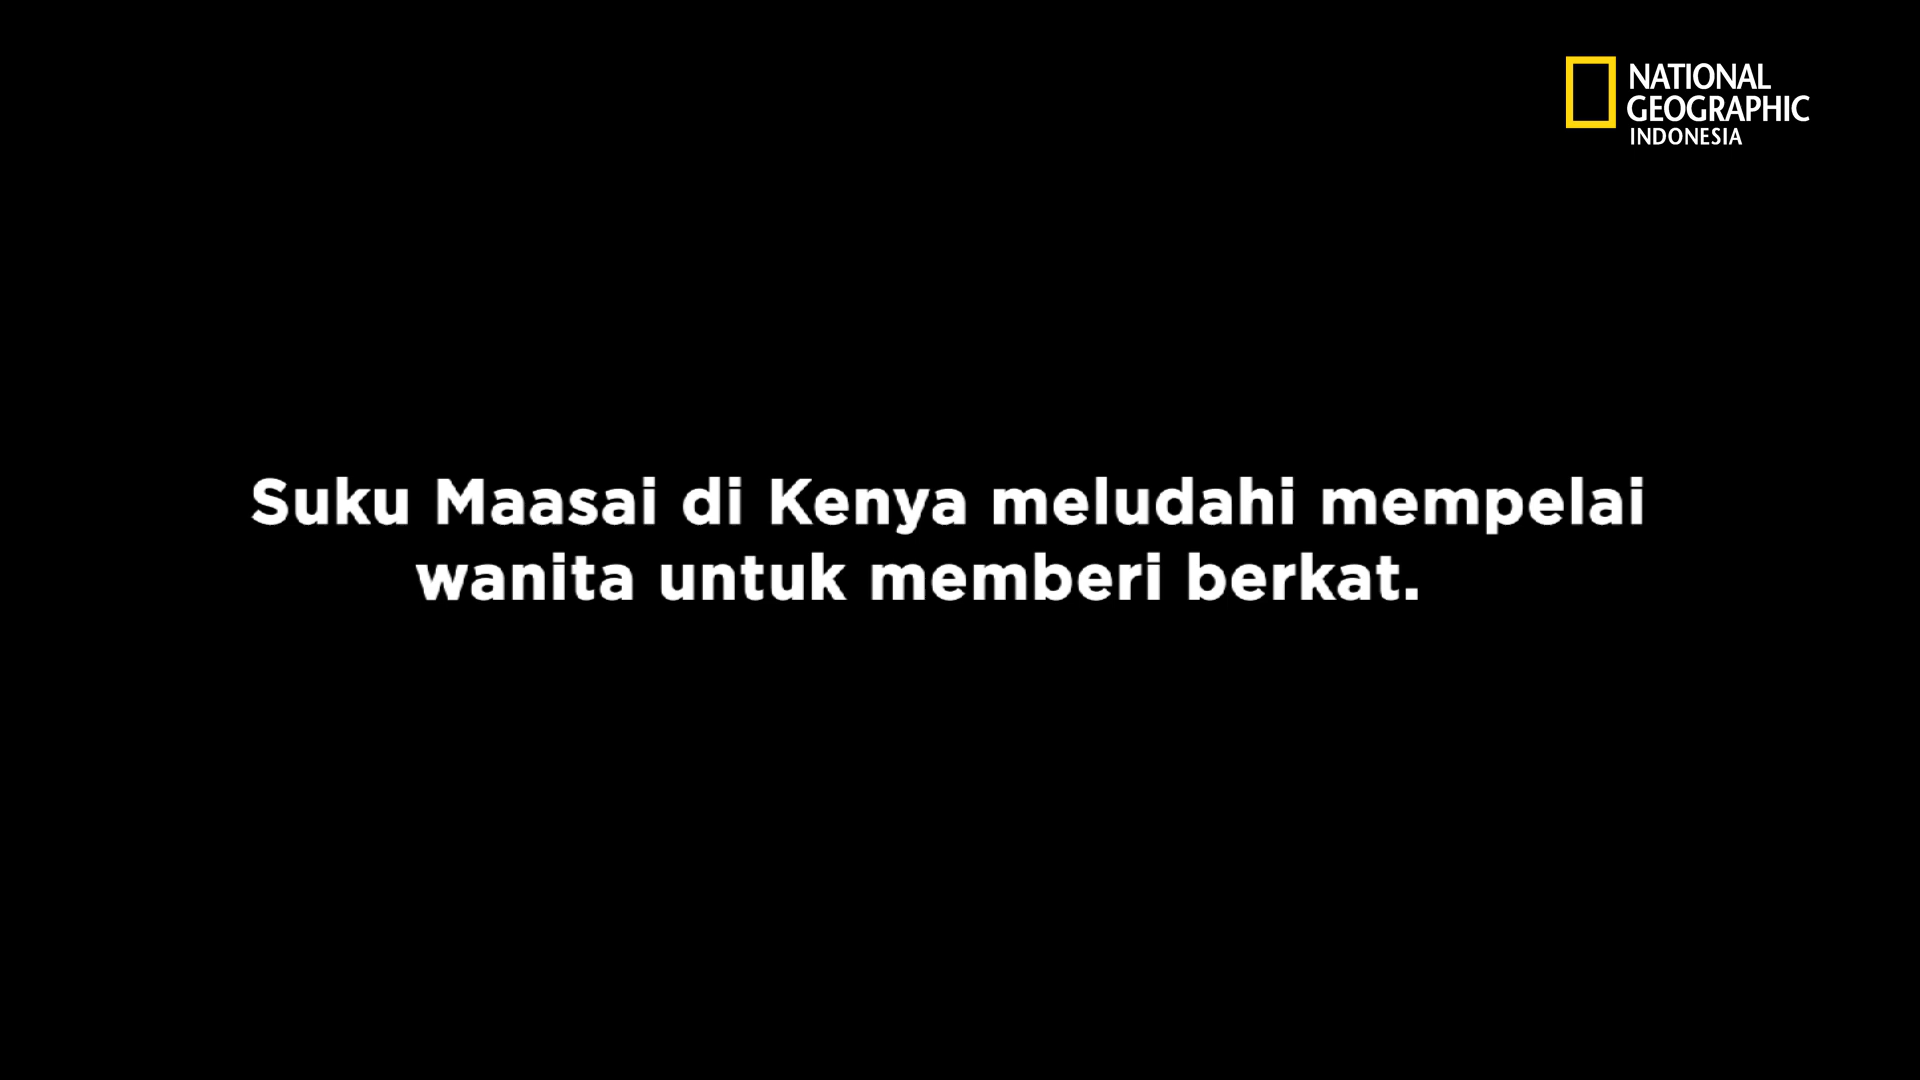 NATIONAL
GEOGRAPHIC
INDONESIA
Suku Maasai di Kenya meludahi mempelai
wanita untuk memberi berkat.